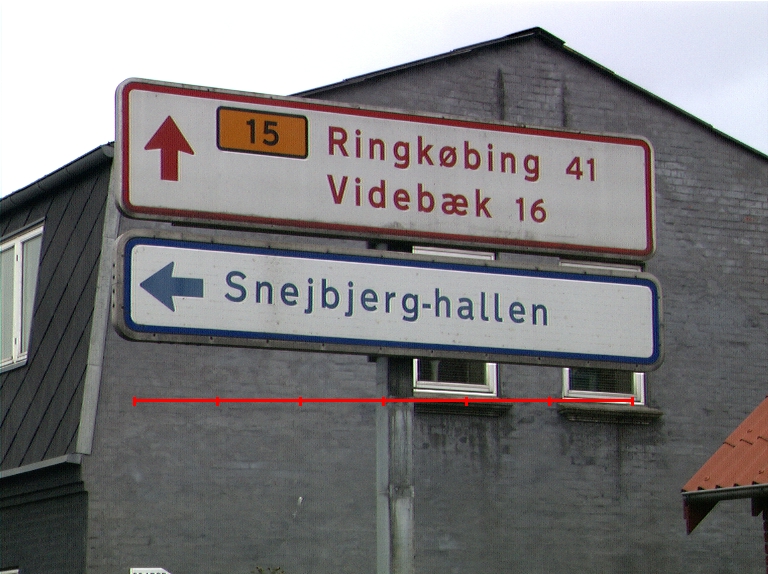 15 Ringkøbing 41
Videbæk 16
Snejbjerg-hallen